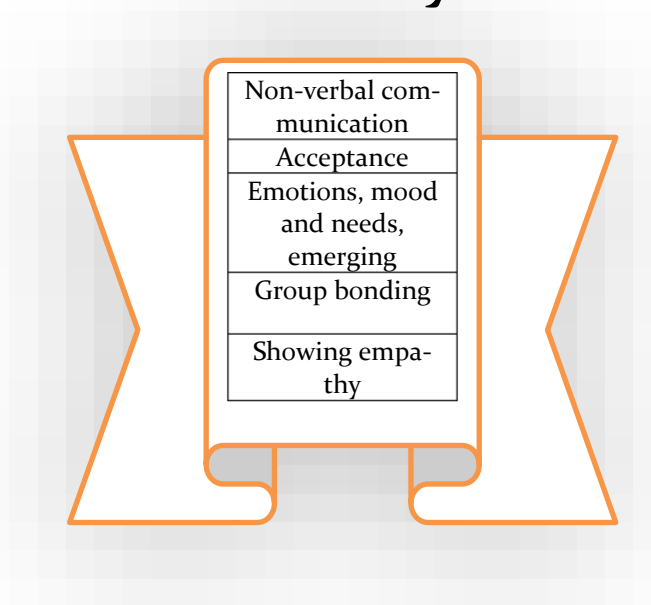 Non-verbal com-
munication
Acceptance
Emotions, mood
and needs,
emerging
Group bonding
Showing empa-
thy